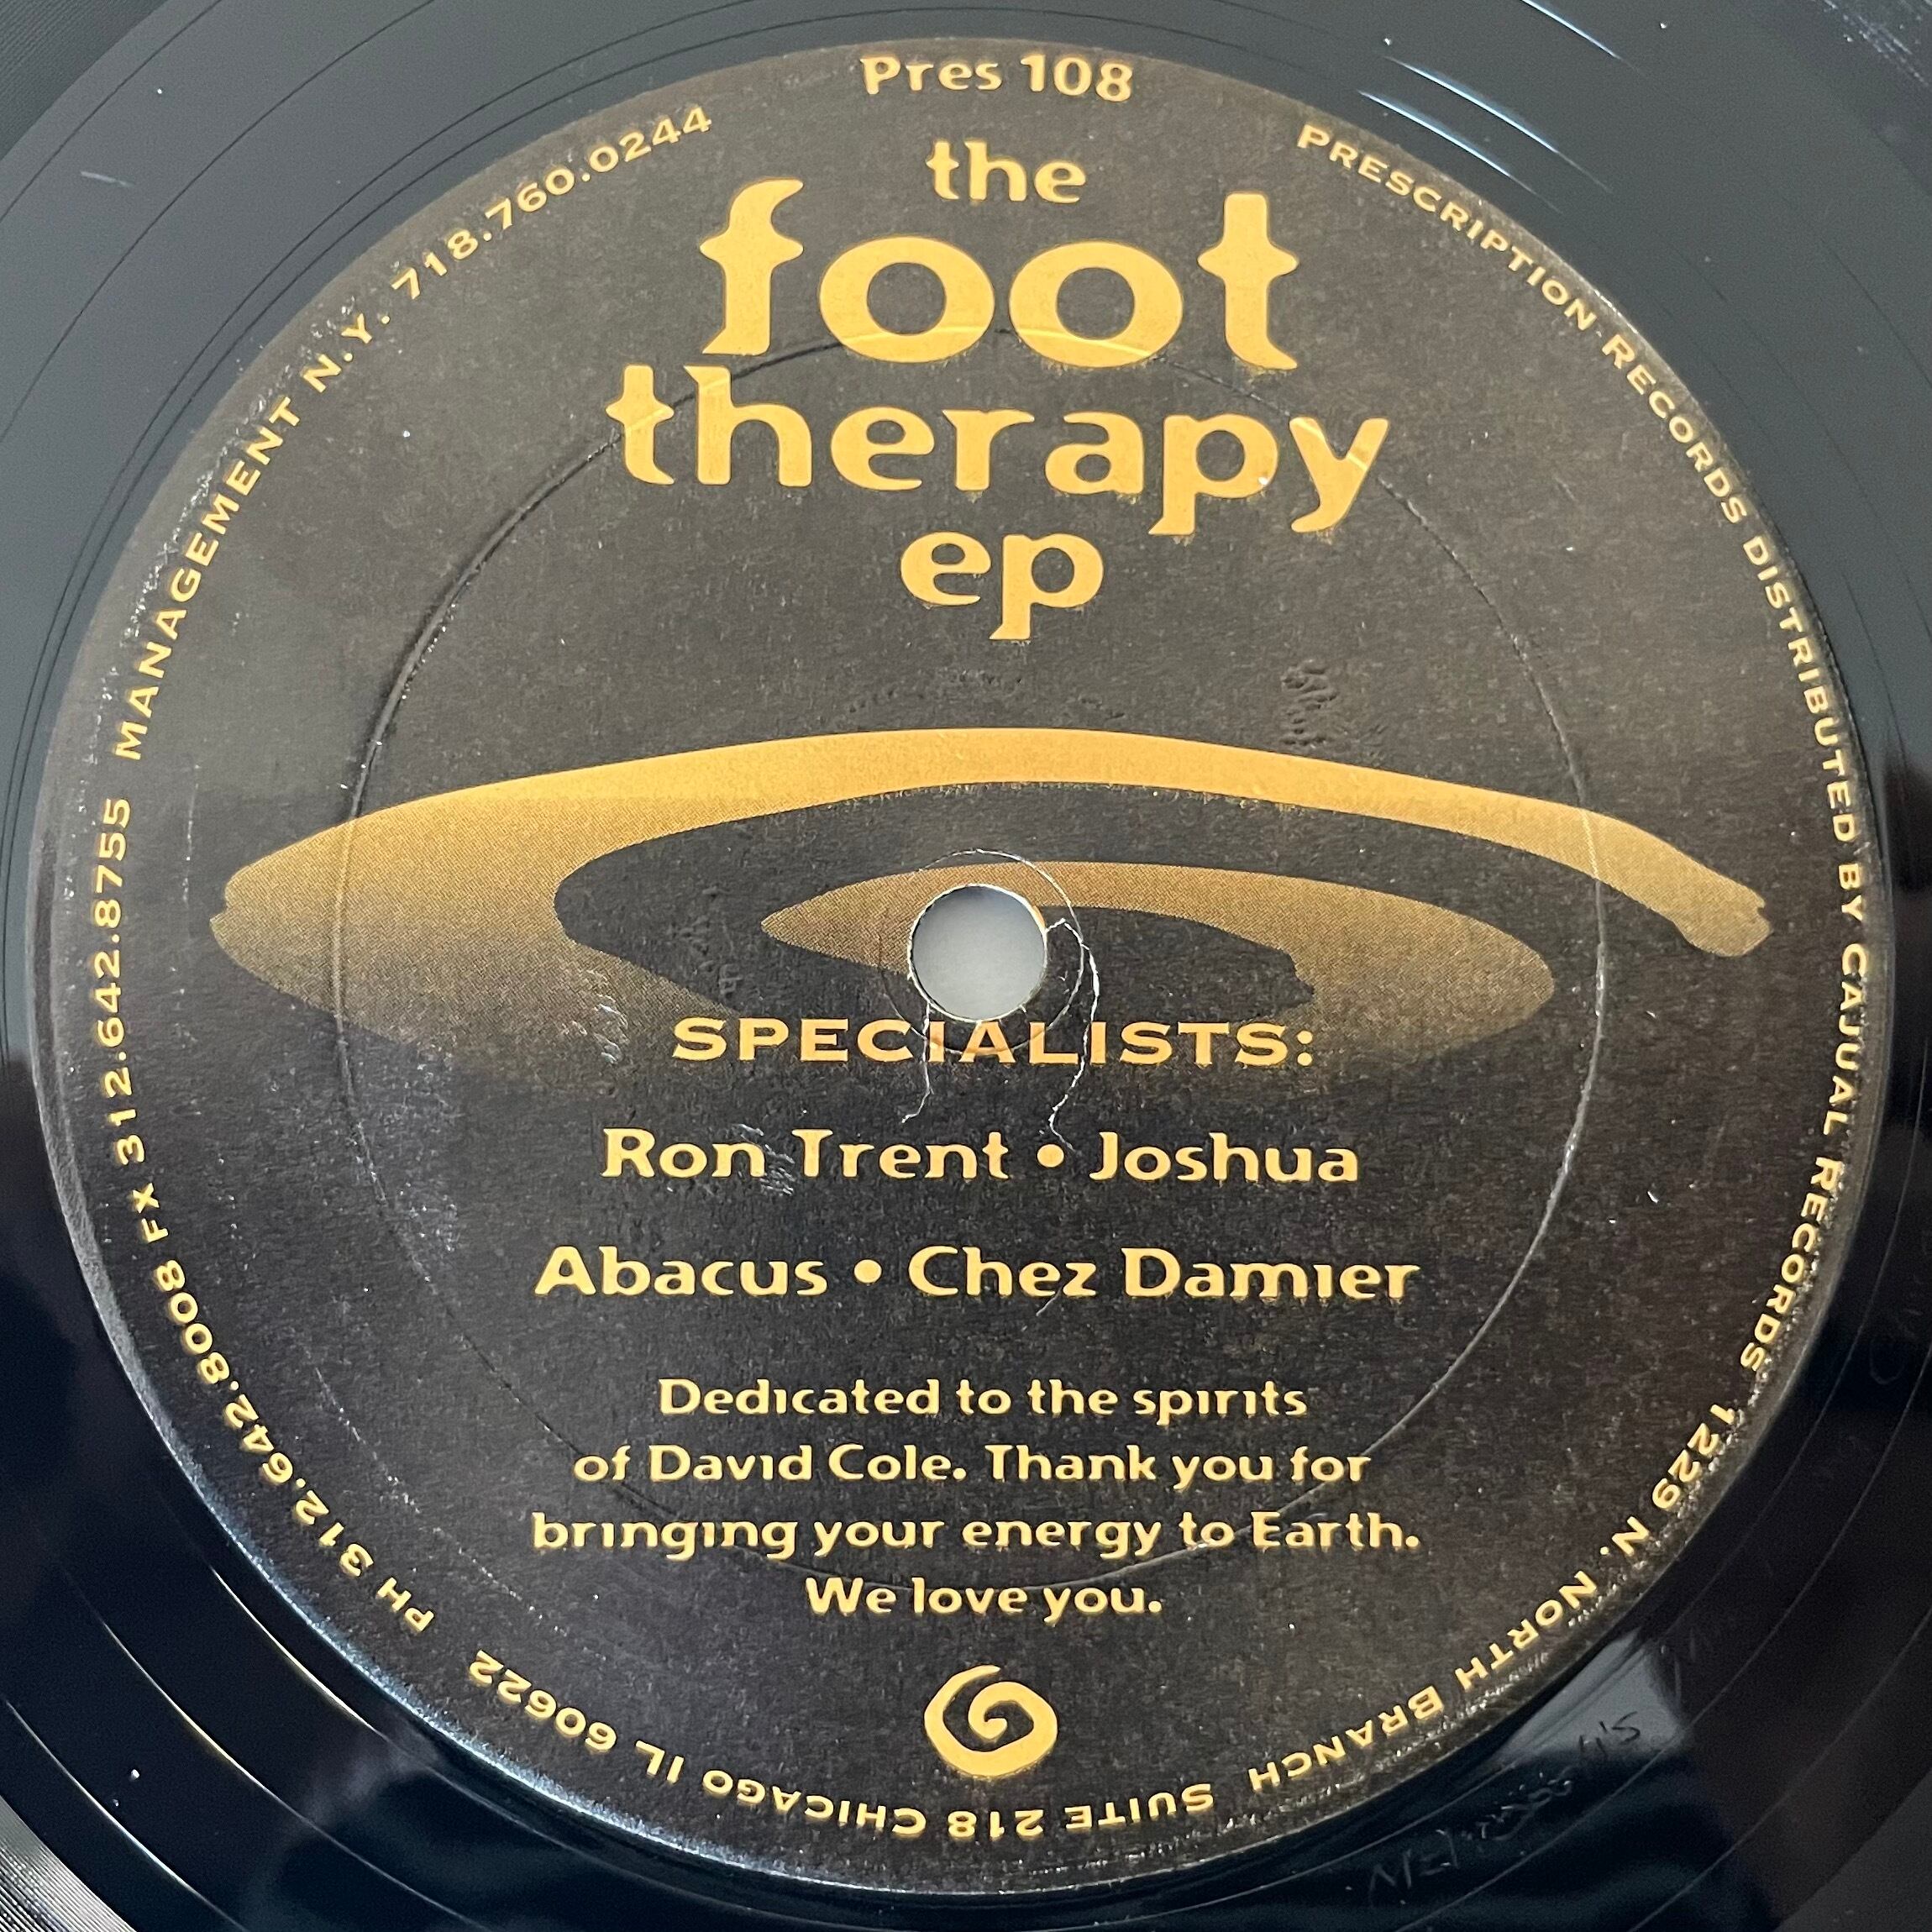 Pres 108
the
foot
therapy
ep
SPECIALISTS:
Ron Trent • Joshua
Abacus • Chez Damier
Dedicated to the spirits
of David Cole. Thank you for
bringing your energy to Earth.
We love you.
PRESCRIPTION RECORDS DISTRIBUTED BY CAJUAL RECORDS 1229 N. NORTH BRANCH SUITE 218 CHICAGO IL 60622 PH 312.642.8008 FX 312.642.8755 MANAGEMENT N.Y. 718.760.0244